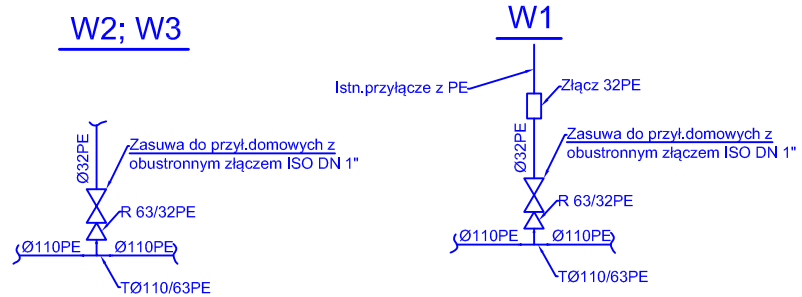 W2; W3
Ø32PE
Zasuwa do przył.domowych z
obustronnym złączem ISO DN 1"
R 63/32PE
Ø110PE
Ø110PE
TØ110/63PE
W1
Istn.przyłącze z PE
Złącz 32PE
Ø32PE
Zasuwa do przył.domowych z
obustronnym złączem ISO DN 1"
R 63/32PE
Ø110PE
Ø110PE
TØ110/63PE